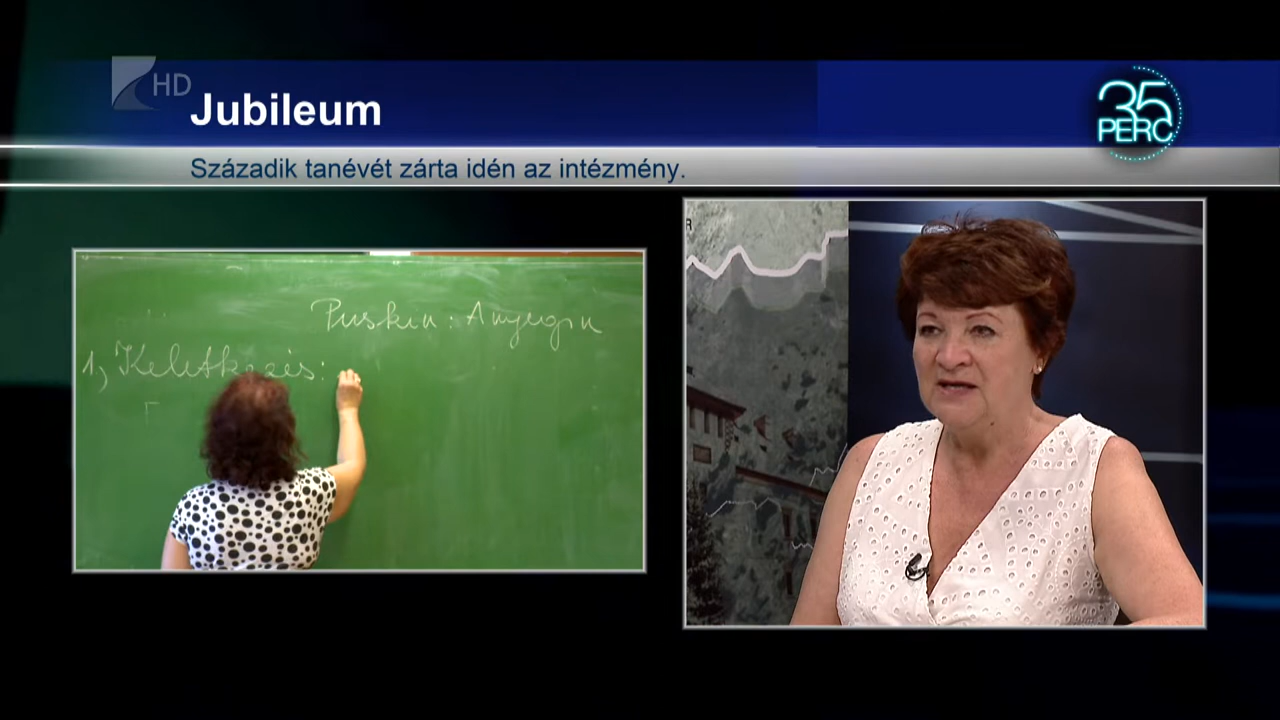 HD
Jubileum
35
PERC
Századik tanévét zárta idén az intézmény.
R
Puskin: Anyegin
1, Keletkezés: